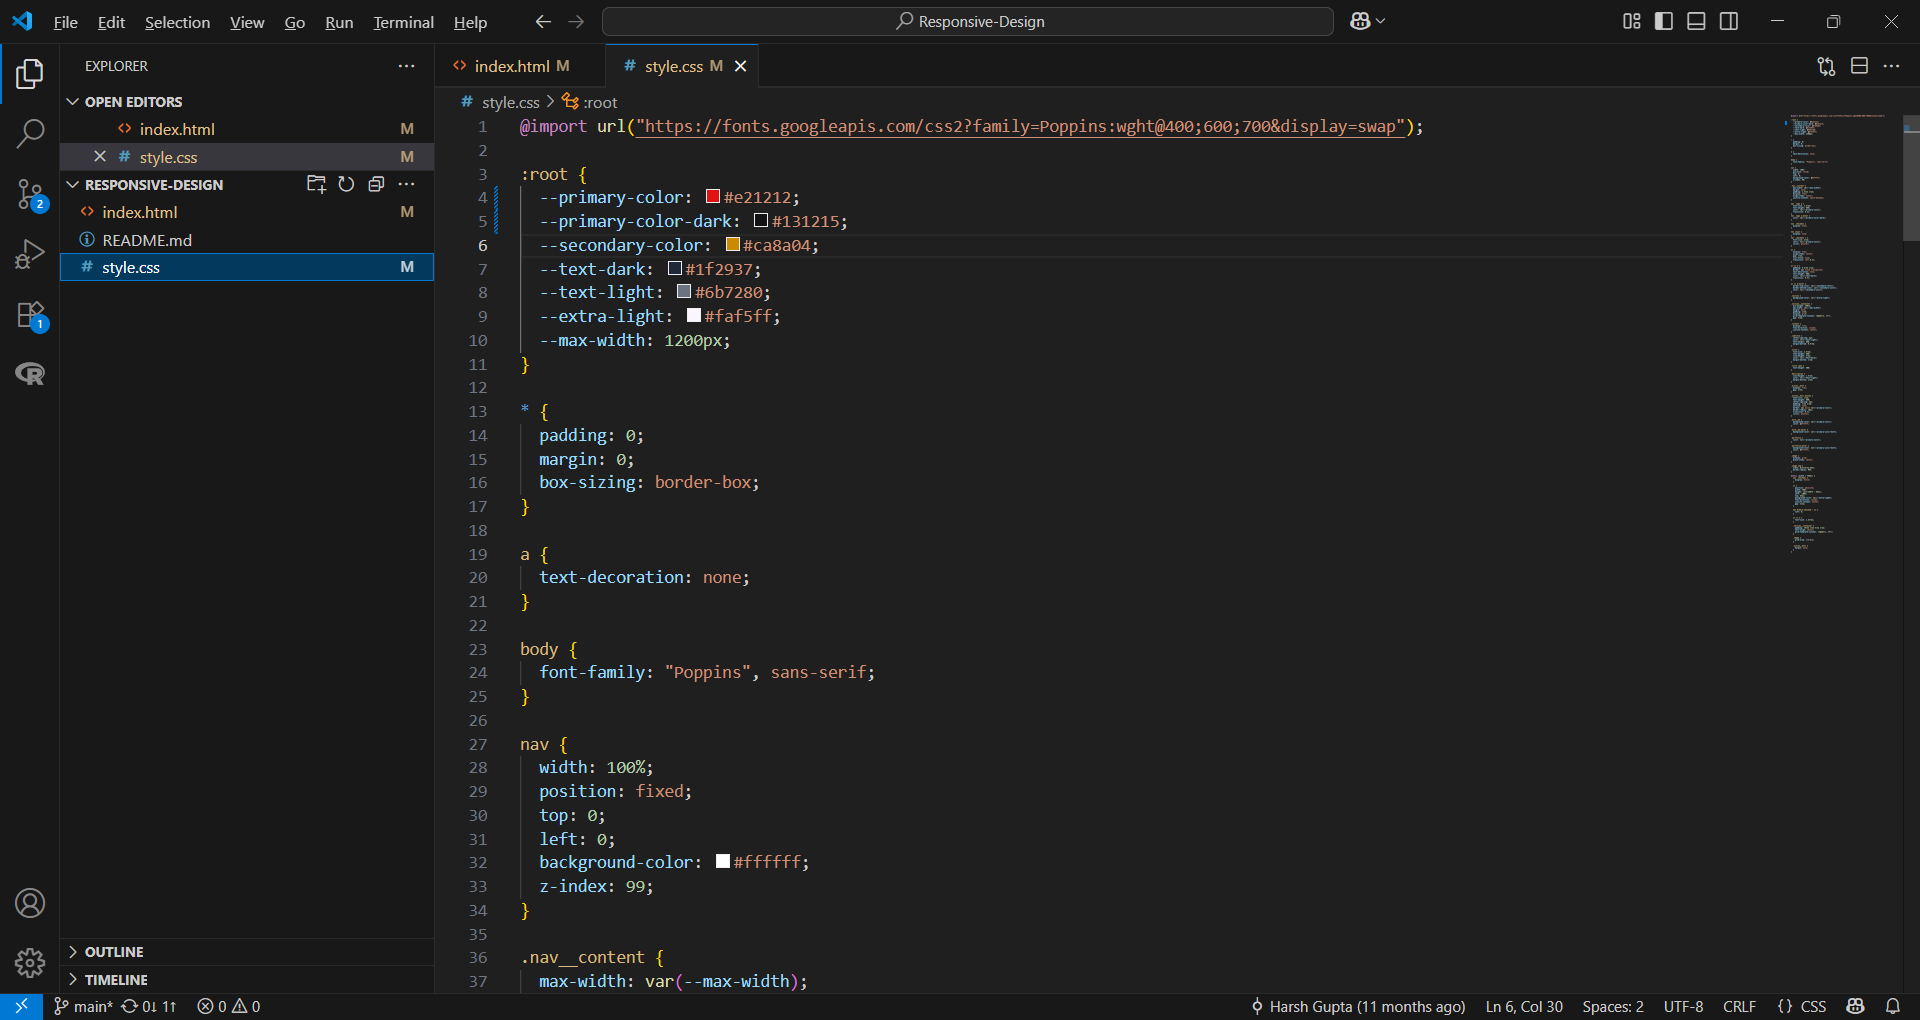 File Edit Selection View Go Run Terminal Help
Responsive-Design
EXPLORER
OPEN EDITORS
index.html M
style.css M
RESPONSIVE-DESIGN
index.html M
README.md
style.css M
2
1
OUTLINE
TIMELINE
index.html M
style.css M
style.css > :root
1 @import url("https://fonts.googleapis.com/css2?family=Poppins:wght@400;600;700&display=swap");
2
3 :root {
4 --primary-color: #e21212;
5 --primary-color-dark: #131215;
6 --secondary-color: #ca8a04;
7 --text-dark: #1f2937;
8 --text-light: #6b7280;
9 --extra-light: #faf5ff;
10 --max-width: 1200px;
11 }
12
13 * {
14 padding: 0;
15 margin: 0;
16 box-sizing: border-box;
17 }
18
19 a {
20 text-decoration: none;
21 }
22
23 body {
24 font-family: "Poppins", sans-serif;
25 }
26
27 nav {
28 width: 100%;
29 position: fixed;
30 top: 0;
31 left: 0;
32 background-color: #ffffff;
33 z-index: 99;
34 }
35
36 .nav__content {
37 max-width: var(--max-width);
main* 0↓ 1↑ 0 0
Harsh Gupta (11 months ago) Ln 6, Col 30 Spaces: 2 UTF-8 CRLF {} CSS